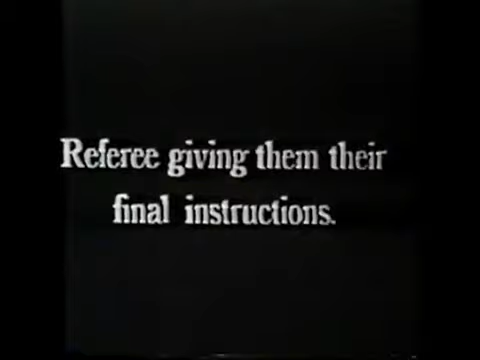 Referee giving them their
final instructions.